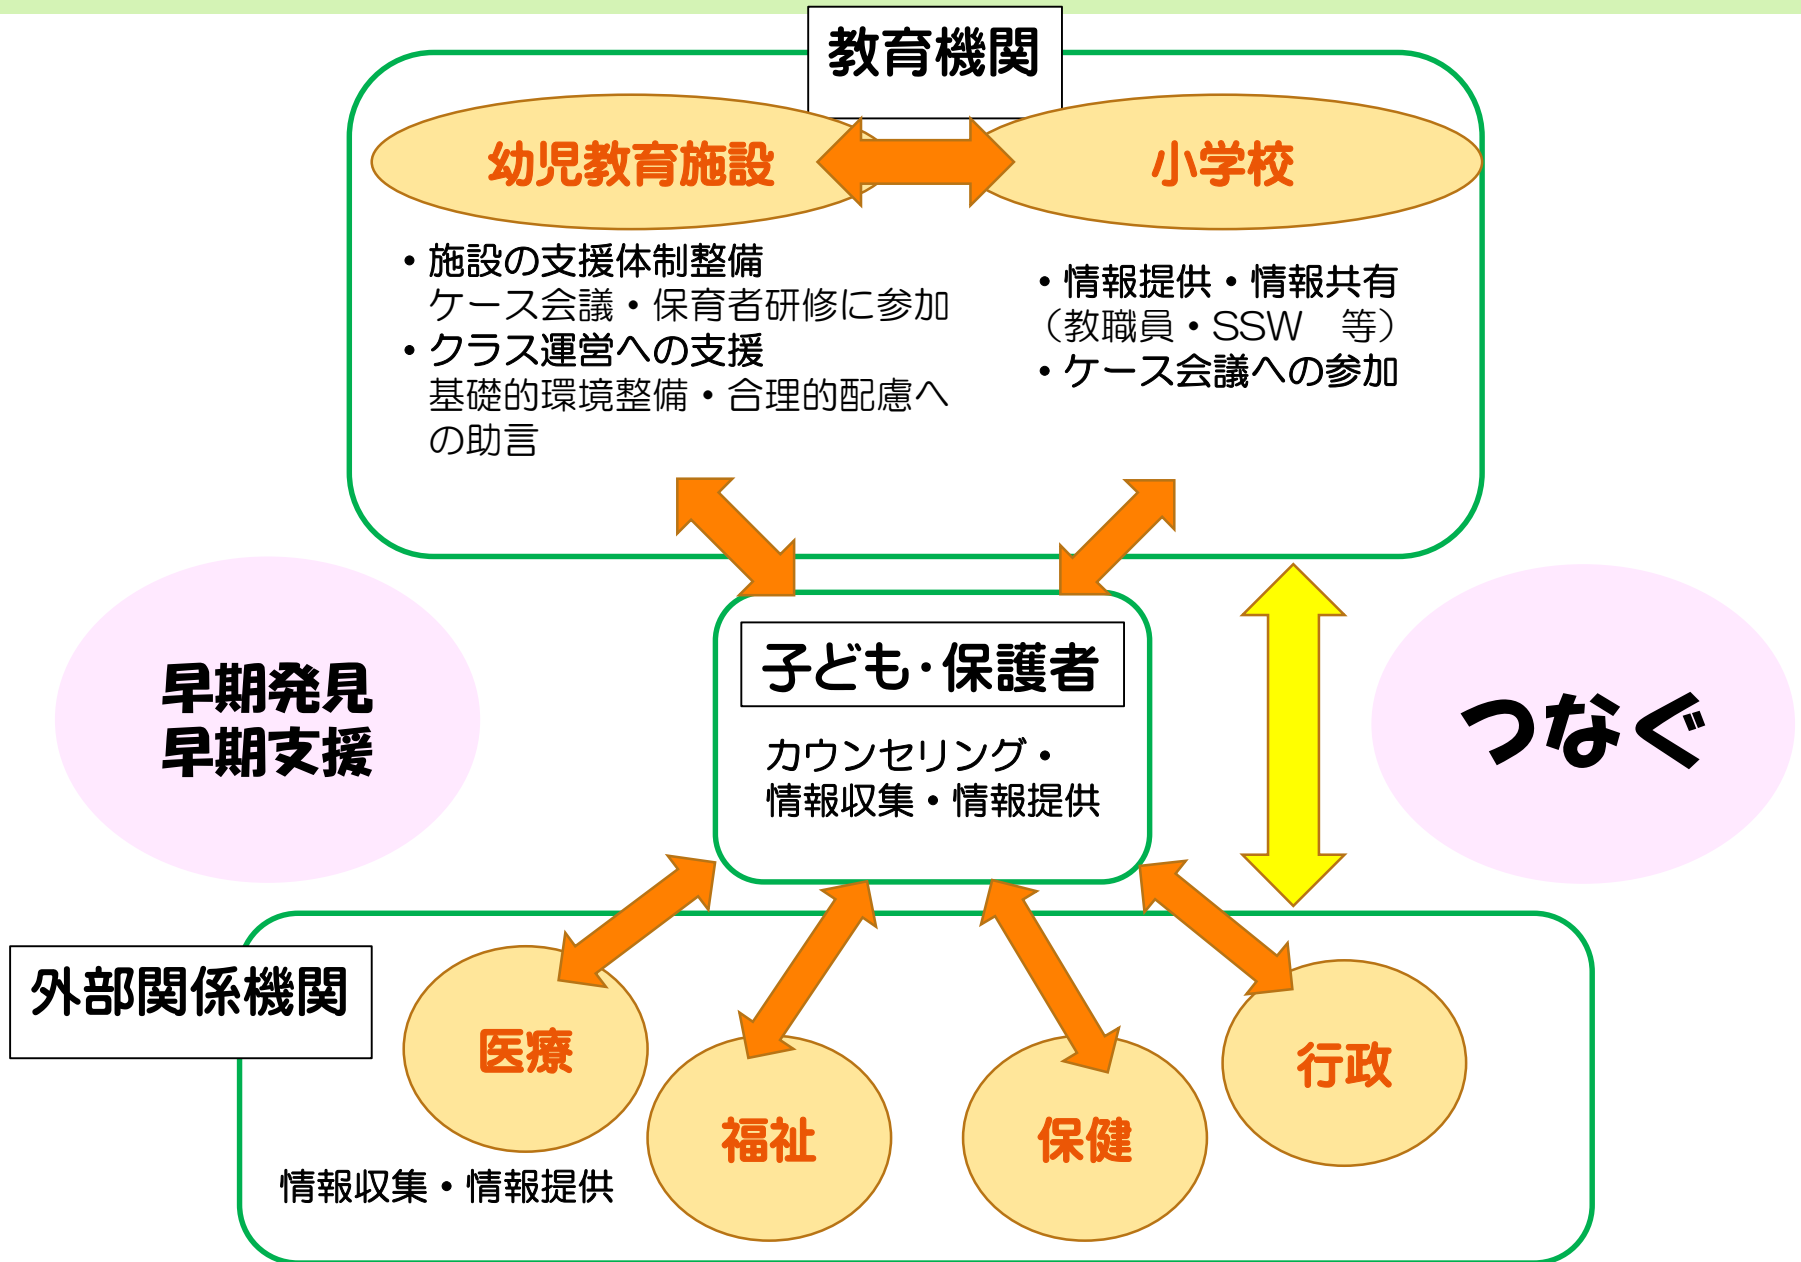 教育機関
幼児教育施設
小学校
・施設の支援体制整備
ケース会議・保育者研修に参加
・クラス運営への支援
基礎的環境整備・合理的配慮へ
の助言
・情報提供・情報共有
（教職員・SSW　等）
・ケース会議への参加
早期発見
早期支援
子ども・保護者
カウンセリング・
情報収集・情報提供
つなぐ
外部関係機関
医療
福祉
保健
行政
情報収集・情報提供